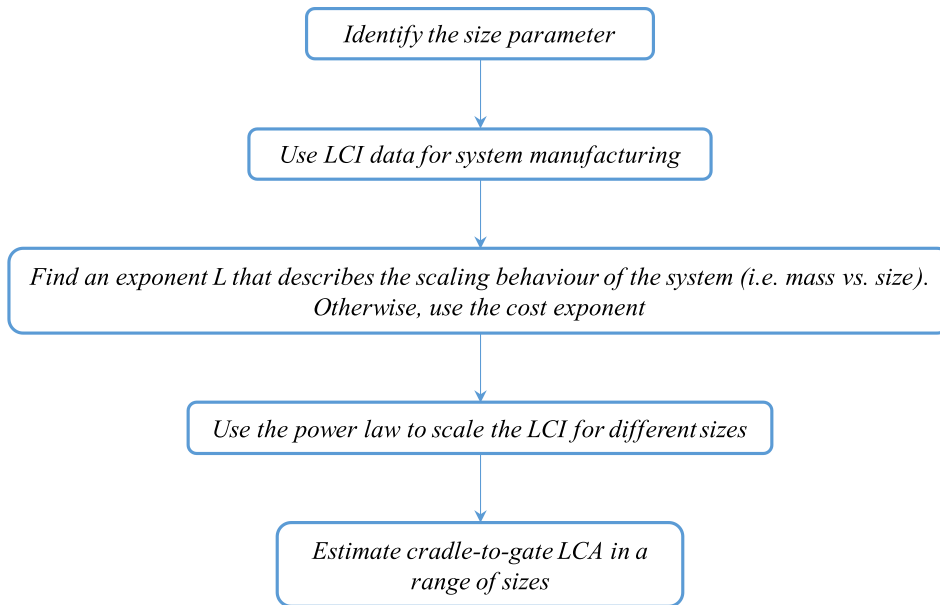 Identify the size parameter
Use LCI data for system manufacturing
Find an exponent L that describes the scaling behaviour of the system (i.e. mass vs. size).
Otherwise, use the cost exponent
Use the power law to scale the LCI for different sizes
Estimate cradle-to-gate LCA in a
range of sizes